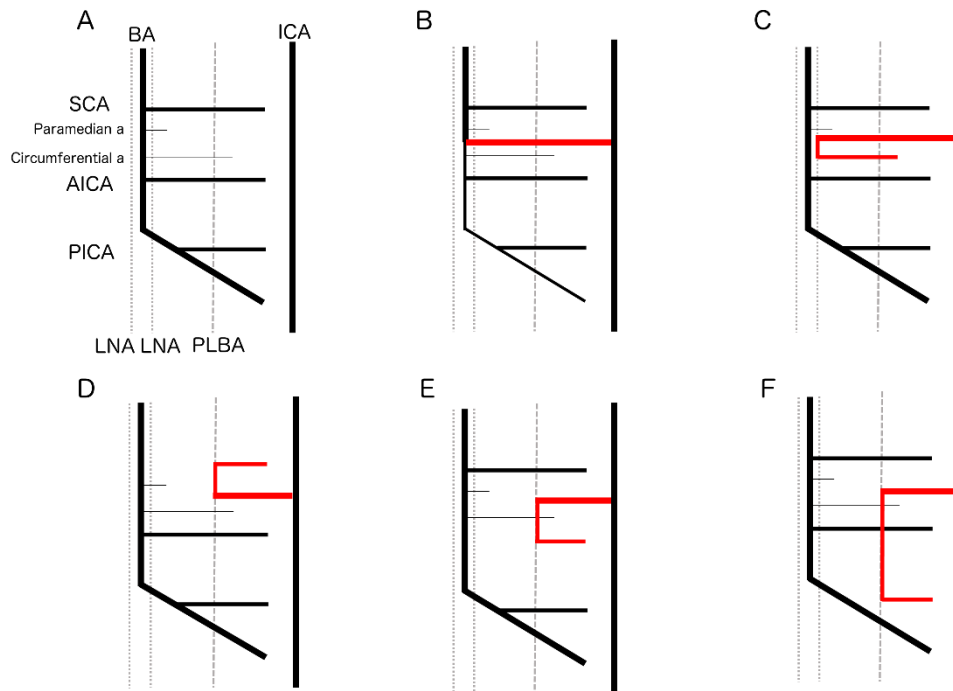 A
B
C
BA
ICA
SCA
Paramedian a
Circumferential a
AICA
PICA
LNA LNA PLBA
D
E
F